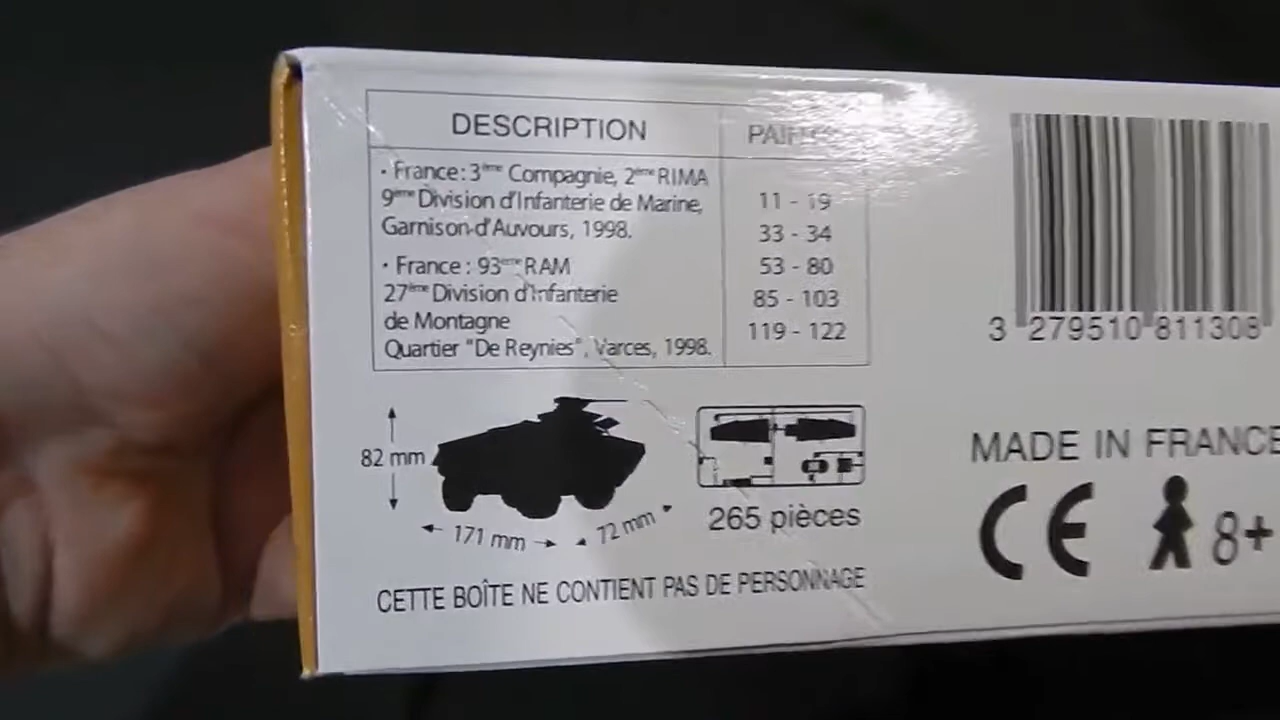 DESCRIPTION
· France : 3ème Compagnie, 2ème RIMA
9ème Division d'Infanterie de Marine,
Garnison d'Auvours, 1998.
· France : 93ème RAM
27ème Division d'Infanterie
de Montagne
Quartier "De Reynies", Varces, 1998.
11 - 19
33 - 34
53 - 80
85 - 103
119 - 122
3 279510 811308
82 mm
171 mm
72 mm
265 pièces
CETTE BOÎTE NE CONTIENT PAS DE PERSONNAGE
MADE IN FRANCE
CE
8+